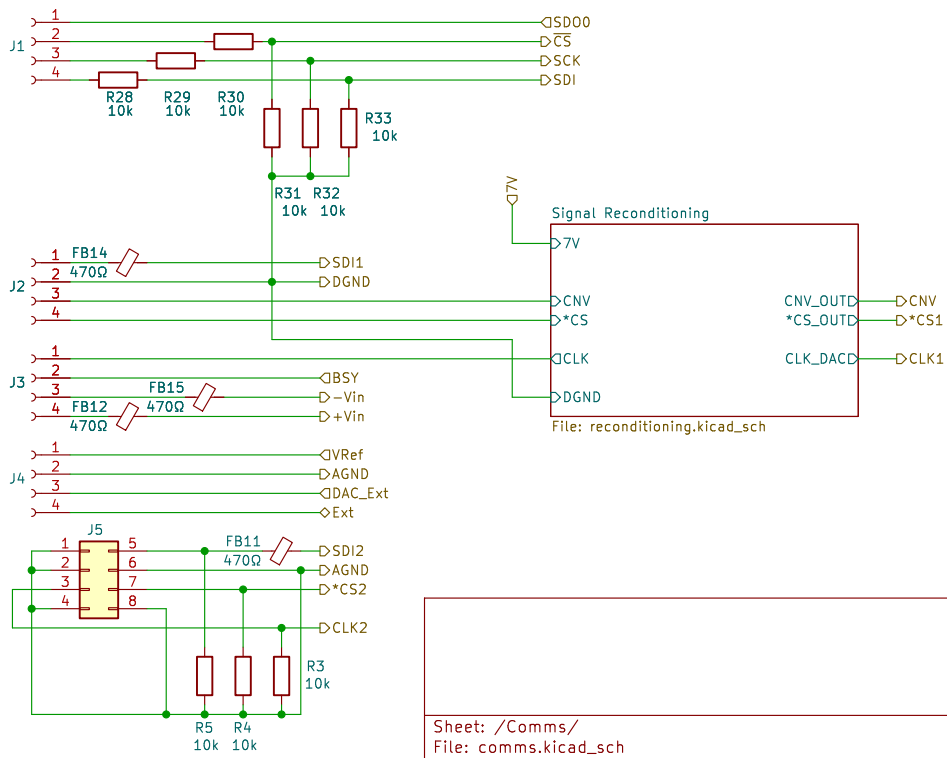 J1
1
2
3
4
SDO0
CS
SCK
SDI
R28
10k
R29
10k
R30
10k
R33
10k
R31
10k
R32
10k
7V
Signal Reconditioning
7V
CNV
*CS
CLK
DGND
CNV_OUT
*CS_OUT
CLK_DAC
CNV
*CS1
CLK1
File: reconditioning.kicad_sch
J2
1
2
3
4
FB14
470Ω
SDI1
DGND
J3
1
2
3
4
FB15
470Ω
FB12
470Ω
BSY
-Vin
+Vin
J4
1
2
3
4
VRef
AGND
DAC_Ext
Ext
J5
1
2
3
4
5
6
7
8
FB11
470Ω
SDI2
AGND
*CS2
CLK2
R3
10k
R5
10k
R4
10k
Sheet: /Comms/
File: comms.kicad_sch